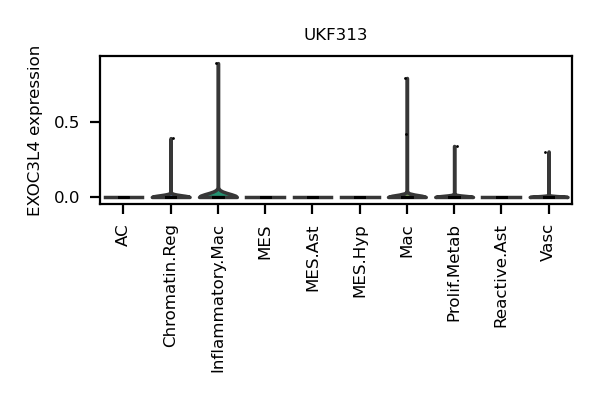 UKF313
EXOC3L4 expression
0.5
0.0
AC
Chromatin.Reg
Inflammatory.Mac
MES
MES.Ast
MES.Hyp
Mac
Prolif.Metab
Reactive.Ast
Vasc